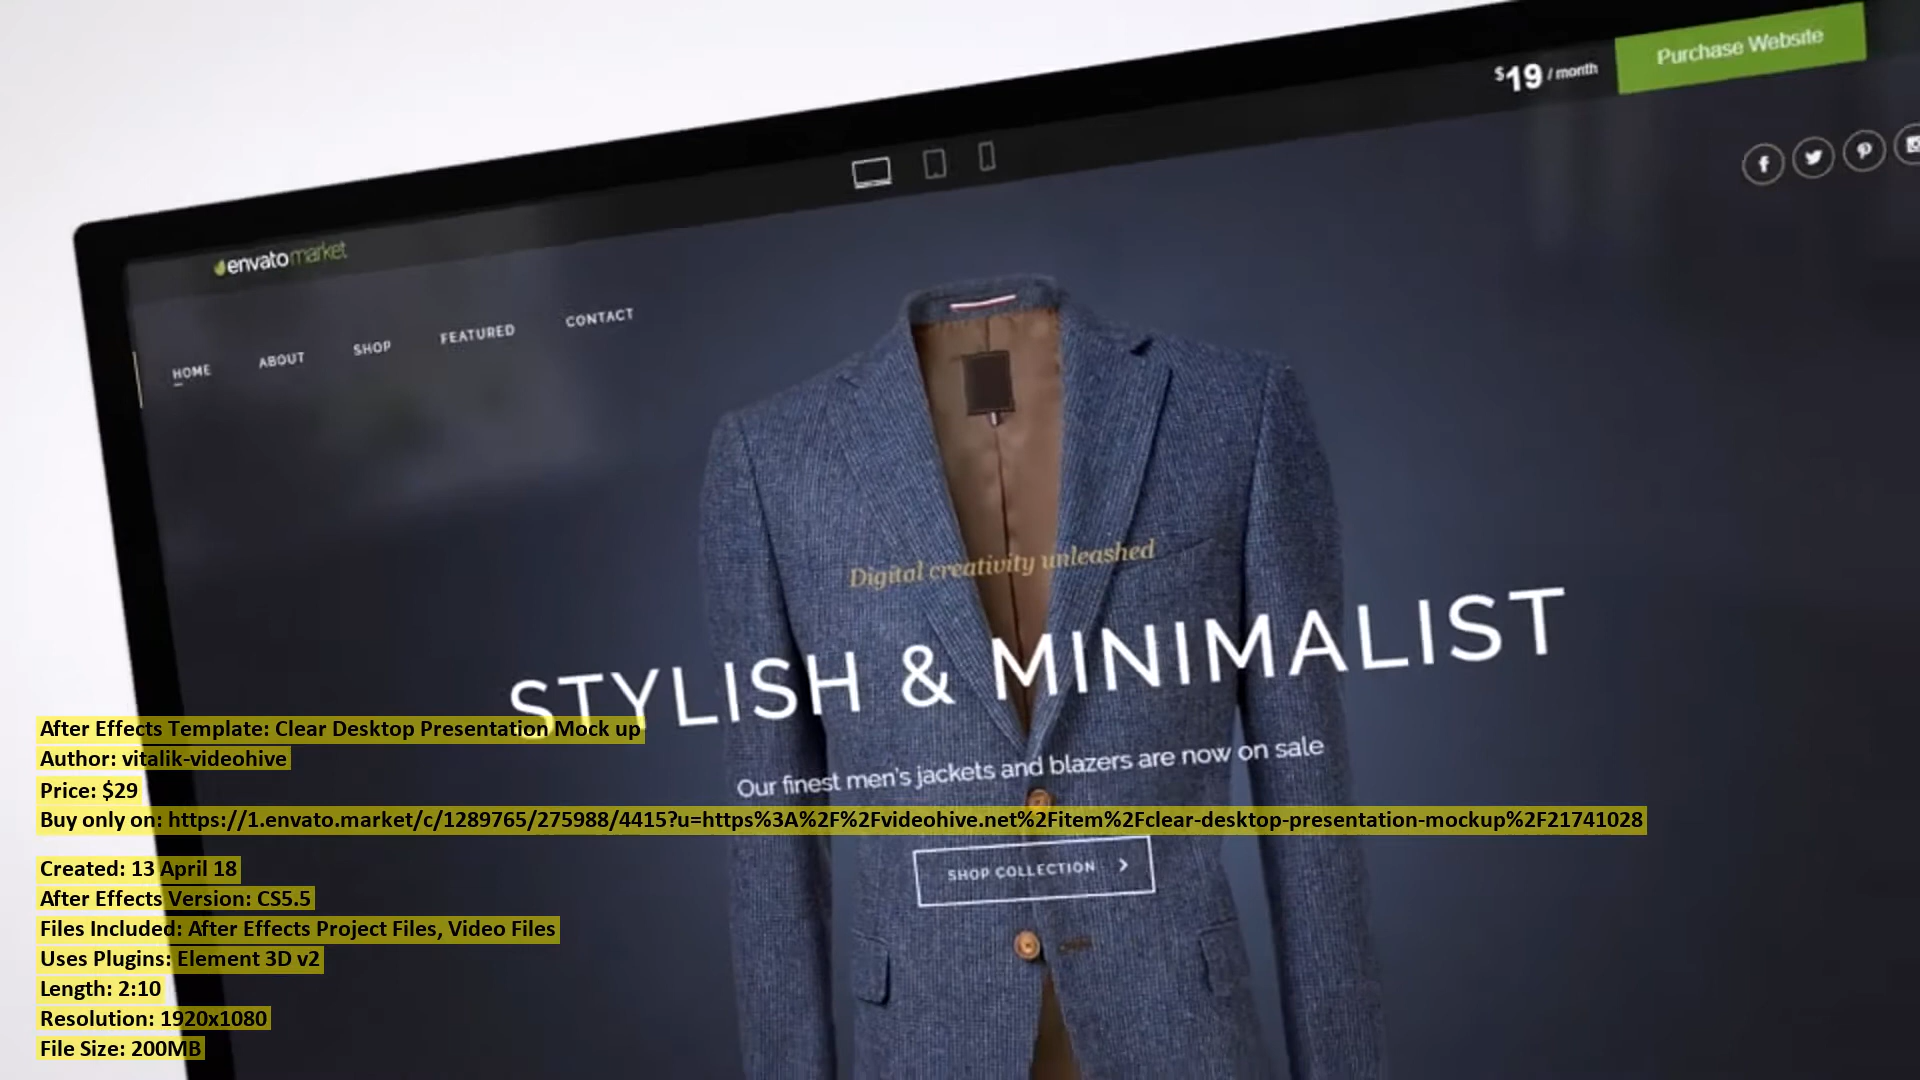 $19 / month
Purchase Website
envatomarket
HOME ABOUT SHOP FEATURED CONTACT
Digital creativity unleashed
STYLISH & MINIMALIST
Our finest men's jackets and blazers are now on sale
SHOP COLLECTION
After Effects Template: Clear Desktop Presentation Mock up
Author: vitalik-videohive
Price: $29
Buy only on: https://1.envato.market/c/1289765/275988/4415?u=https%3A%2F%2Fvideohive.net%2Fitem%2Fclear-desktop-presentation-mockup%2F21741028
Created: 13 April 18
After Effects Version: CS5.5
Files Included: After Effects Project Files, Video Files
Uses Plugins: Element 3D v2
Length: 2:10
Resolution: 1920x1080
File Size: 200MB